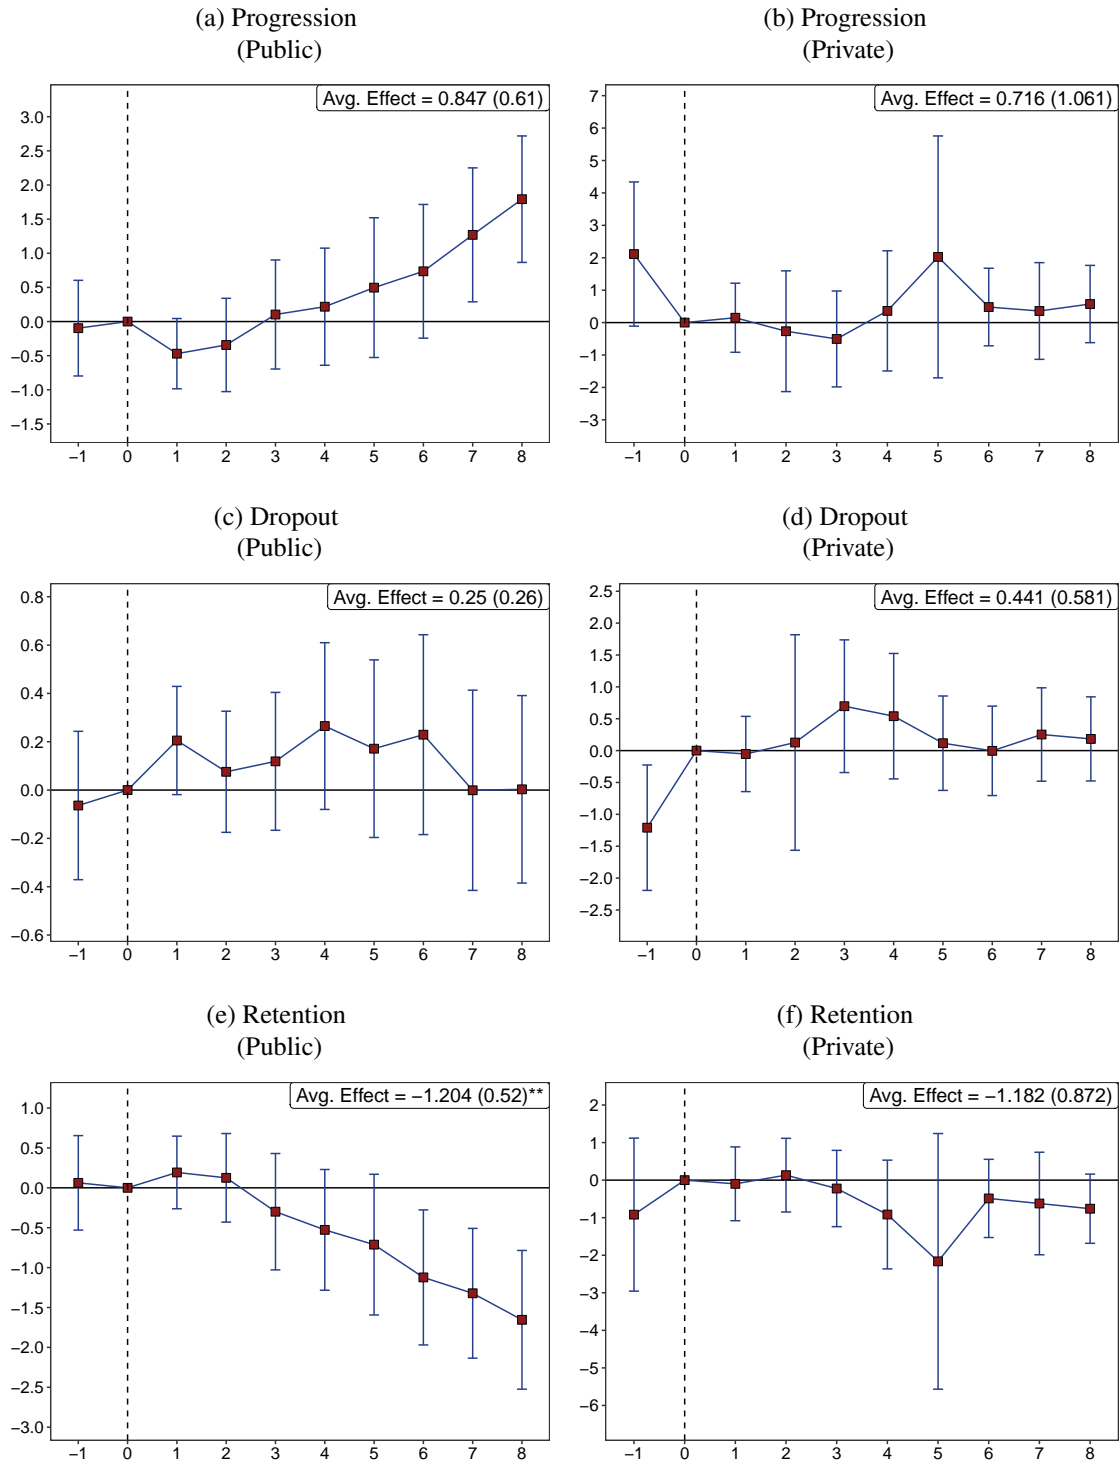 (a) Progression
(Public)
Avg. Effect = 0.847 (0.61)
3.0
2.5
2.0
1.5
1.0
0.5
0.0
−0.5
−1.0
−1.5
−1 0 1 2 3 4 5 6 7 8
(b) Progression
(Private)
Avg. Effect = 0.716 (1.061)
7
6
5
4
3
2
1
0
−1
−2
−3
−1 0 1 2 3 4 5 6 7 8
(c) Dropout
(Public)
Avg. Effect = 0.25 (0.26)
0.8
0.6
0.4
0.2
0.0
−0.2
−0.4
−0.6
−1 0 1 2 3 4 5 6 7 8
(d) Dropout
(Private)
Avg. Effect = 0.441 (0.581)
2.5
2.0
1.5
1.0
0.5
0.0
−0.5
−1.0
−1.5
−2.0
−2.5
−1 0 1 2 3 4 5 6 7 8
(e) Retention
(Public)
Avg. Effect = −1.204 (0.52)**
1.0
0.5
0.0
−0.5
−1.0
−1.5
−2.0
−2.5
−3.0
−1 0 1 2 3 4 5 6 7 8
(f) Retention
(Private)
Avg. Effect = −1.182 (0.872)
2
1
0
−1
−2
−3
−4
−5
−6
−1 0 1 2 3 4 5 6 7 8